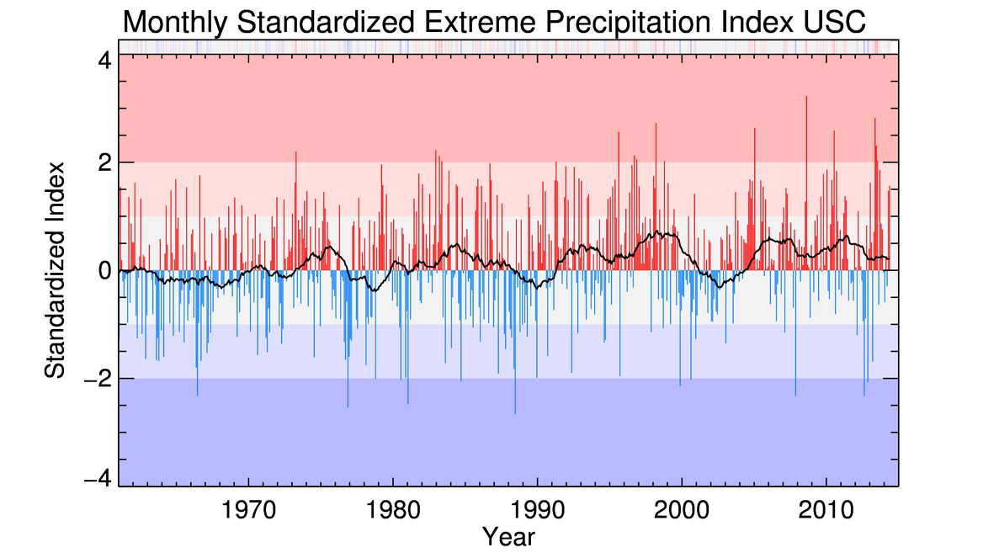 Monthly Standardized Extreme Precipitation Index USC
4
2
0
−2
−4
Standardized Index
1970 1980 1990 2000 2010
Year